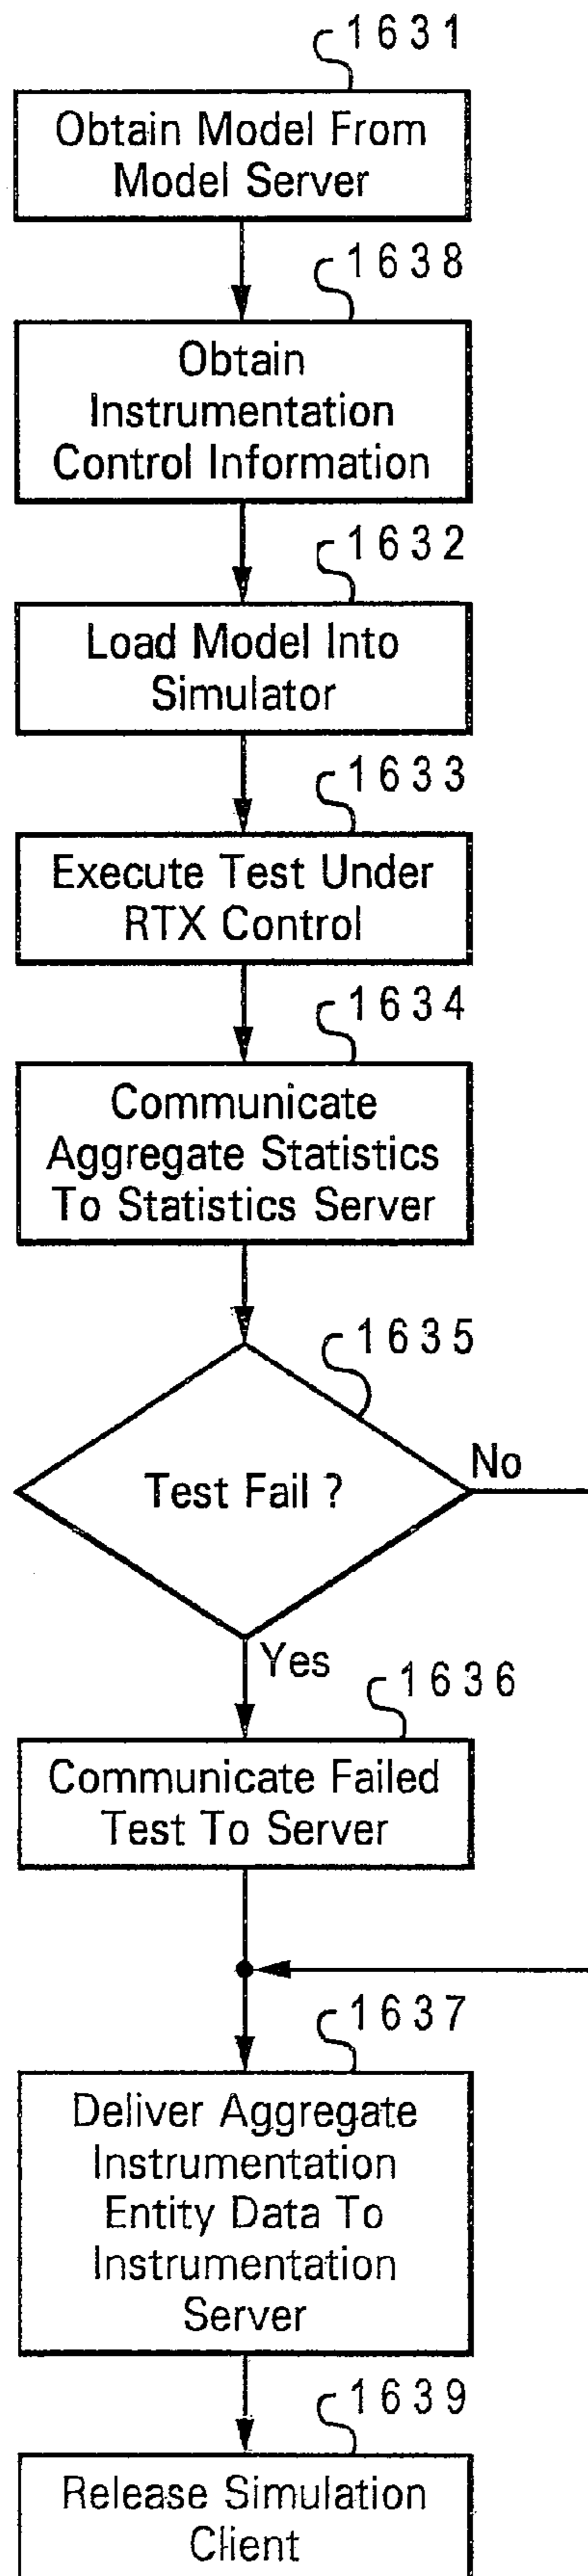 1631
Obtain Model From
Model Server
1638
Obtain
Instrumentation
Control Information
1632
Load Model Into
Simulator
1633
Execute Test Under
RTX Control
1634
Communicate
Aggregate Statistics
To Statistics Server
1635
Test Fail ?
No
Yes
1636
Communicate Failed
Test To Server
1637
Deliver Aggregate
Instrumentation
Entity Data To
Instrumentation
Server
1639
Release Simulation
Client